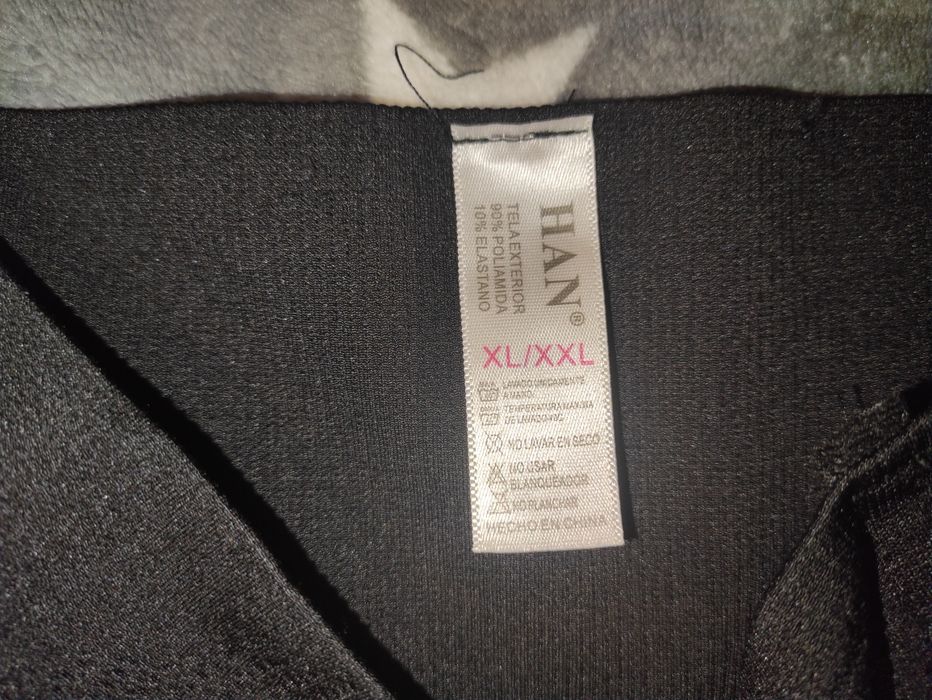 HAN®
TELA EXTERIOR
90% POLIAMIDA
10% ELASTANO
XL/XXL
LAVADO UNICAMENTE
A MANO.
TEMPERATURA MAXIMA
DE LAVADO
NO LAVAR EN SECO
NO USAR
BLANQUEADOR
NO PLANCHAR
HECHO EN CHINA